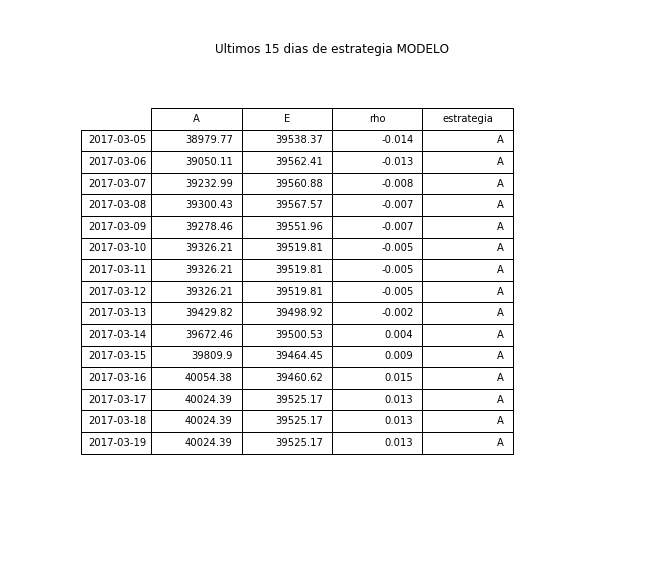 Ultimos 15 dias de estrategia MODELO
A E rho estrategia
2017-03-05 38979.77 39538.37 -0.014 A
2017-03-06 39050.11 39562.41 -0.013 A
2017-03-07 39232.99 39560.88 -0.008 A
2017-03-08 39300.43 39567.57 -0.007 A
2017-03-09 39278.46 39551.96 -0.007 A
2017-03-10 39326.21 39519.81 -0.005 A
2017-03-11 39326.21 39519.81 -0.005 A
2017-03-12 39326.21 39519.81 -0.005 A
2017-03-13 39429.82 39498.92 -0.002 A
2017-03-14 39672.46 39500.53 0.004 A
2017-03-15 39809.9 39464.45 0.009 A
2017-03-16 40054.38 39460.62 0.015 A
2017-03-17 40024.39 39525.17 0.013 A
2017-03-18 40024.39 39525.17 0.013 A
2017-03-19 40024.39 39525.17 0.013 A